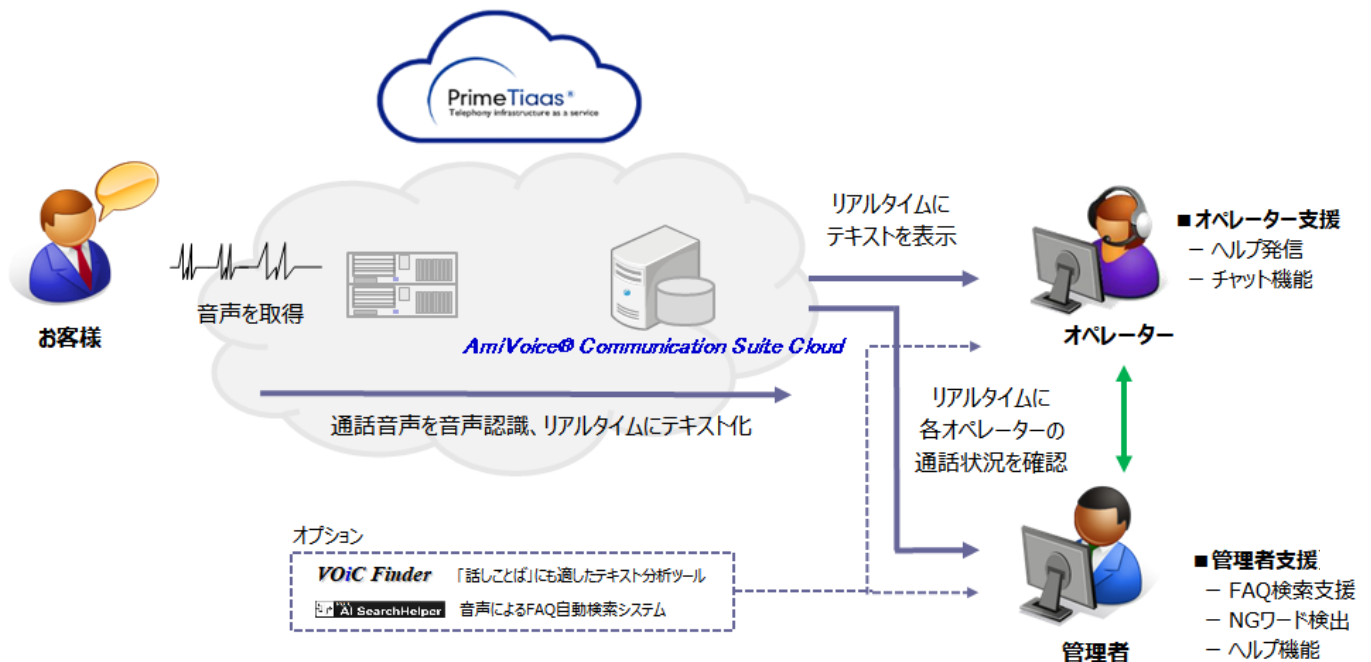 PrimeTiaas®
Telephony infrastructure as a service
お客様
音声を取得
AmiVoice® Communication Suite Cloud
通話音声を音声認識、リアルタイムにテキスト化
リアルタイムに
テキストを表示
オペレーター
■オペレーター支援
－ ヘルプ発信
－ チャット機能
リアルタイムに
各オペレーターの
通話状況を確認
オプション
VOiC Finder 「話しことば」にも適したテキスト分析ツール
AI SearchHelper 音声によるFAQ自動検索システム
管理者
■管理者支援
－ FAQ検索支援
－ NGワード検出
－ ヘルプ機能